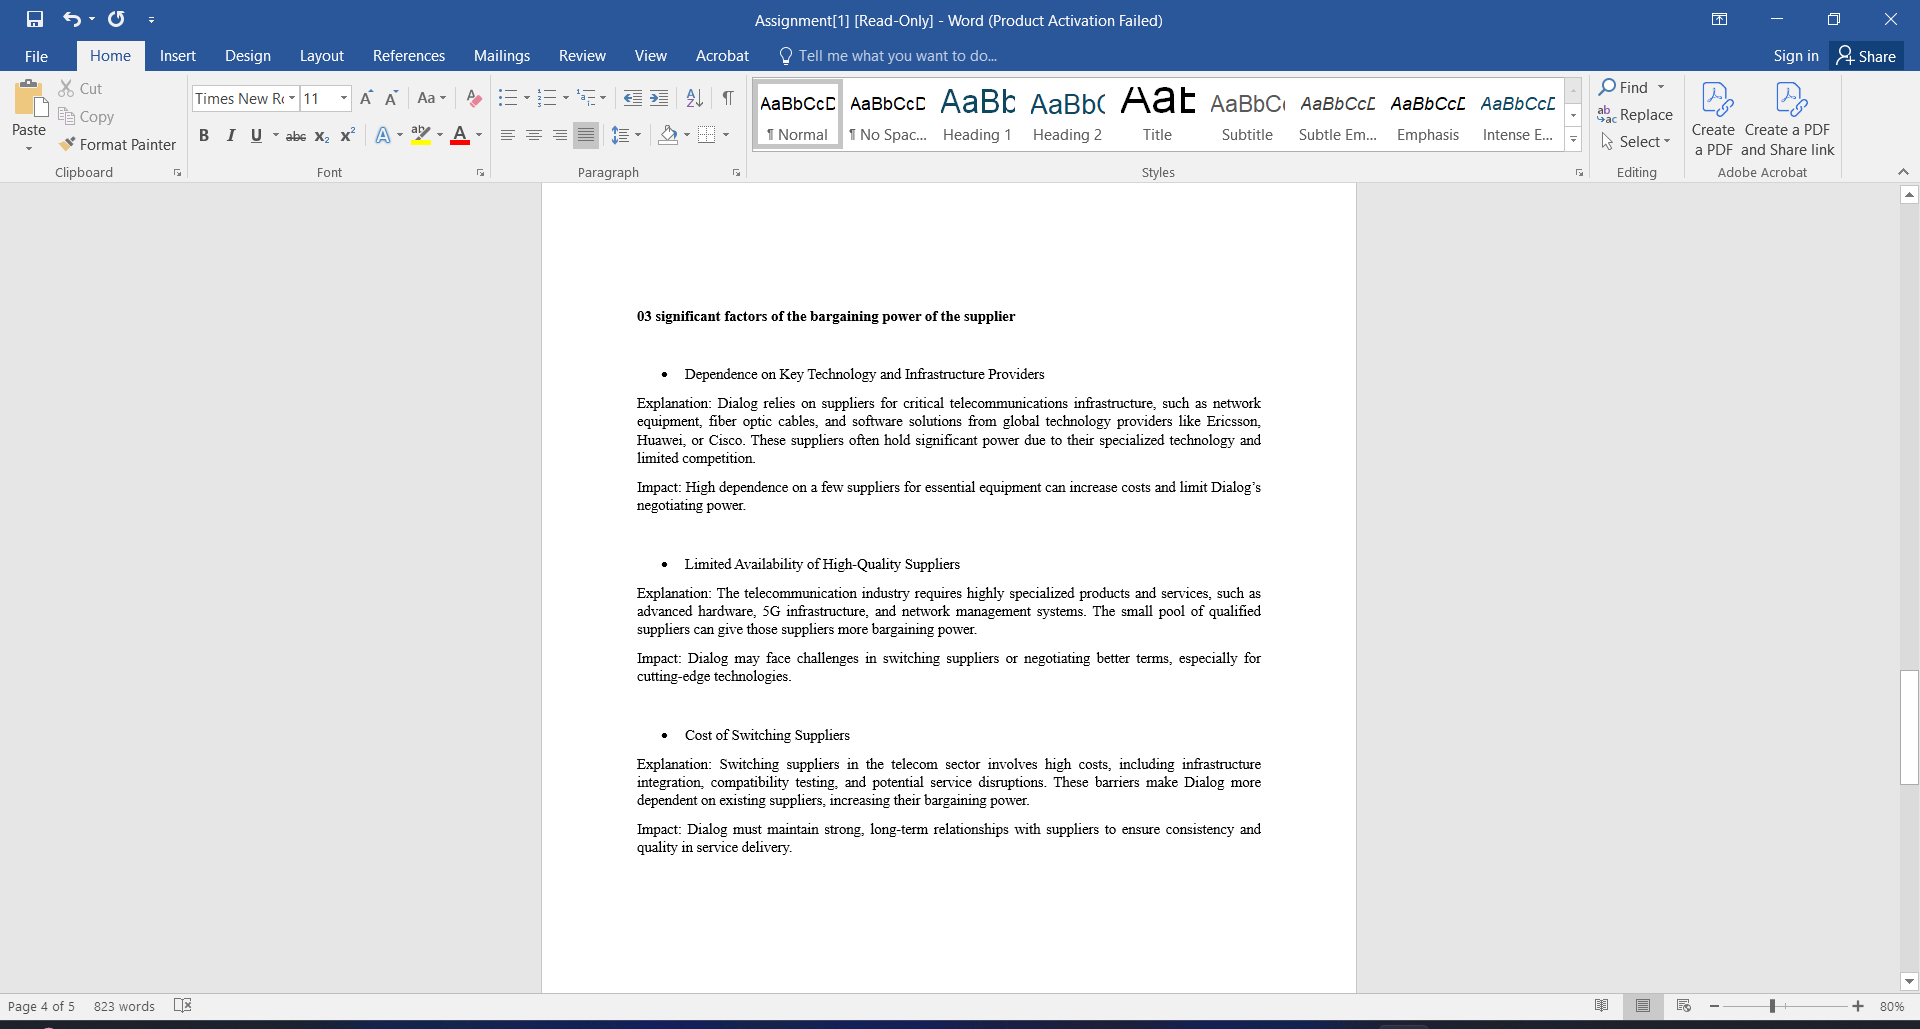 Assignment[1] [Read-Only] - Word (Product Activation Failed)
File Home Insert Design Layout References Mailings Review View Acrobat Tell me what you want to do... Sign in Share
Paste
Cut
Copy
Format Painter
Clipboard
Times New Ro 11
Font
Paragraph
AaBbCcD AaBbCcD AaBb AaBbC AaB AaBbCc AaBbCcD AaBbCcD AaBbCcD
¶ Normal ¶ No Spac... Heading 1 Heading 2 Title Subtitle Subtle Em... Emphasis Intense E...
Styles
Find
Replace
Select
Editing
Create a PDF
Create a PDF and Share link
Adobe Acrobat
03 significant factors of the bargaining power of the supplier
• Dependence on Key Technology and Infrastructure Providers
Explanation: Dialog relies on suppliers for critical telecommunications infrastructure, such as network
equipment, fiber optic cables, and software solutions from global technology providers like Ericsson,
Huawei, or Cisco. These suppliers often hold significant power due to their specialized technology and
limited competition.
Impact: High dependence on a few suppliers for essential equipment can increase costs and limit Dialog’s
negotiating power.
• Limited Availability of High-Quality Suppliers
Explanation: The telecommunication industry requires highly specialized products and services, such as
advanced hardware, 5G infrastructure, and network management systems. The small pool of qualified
suppliers can give those suppliers more bargaining power.
Impact: Dialog may face challenges in switching suppliers or negotiating better terms, especially for
cutting-edge technologies.
• Cost of Switching Suppliers
Explanation: Switching suppliers in the telecom sector involves high costs, including infrastructure
integration, compatibility testing, and potential service disruptions. These barriers make Dialog more
dependent on existing suppliers, increasing their bargaining power.
Impact: Dialog must maintain strong, long-term relationships with suppliers to ensure consistency and
quality in service delivery.
Page 4 of 5 823 words 80%